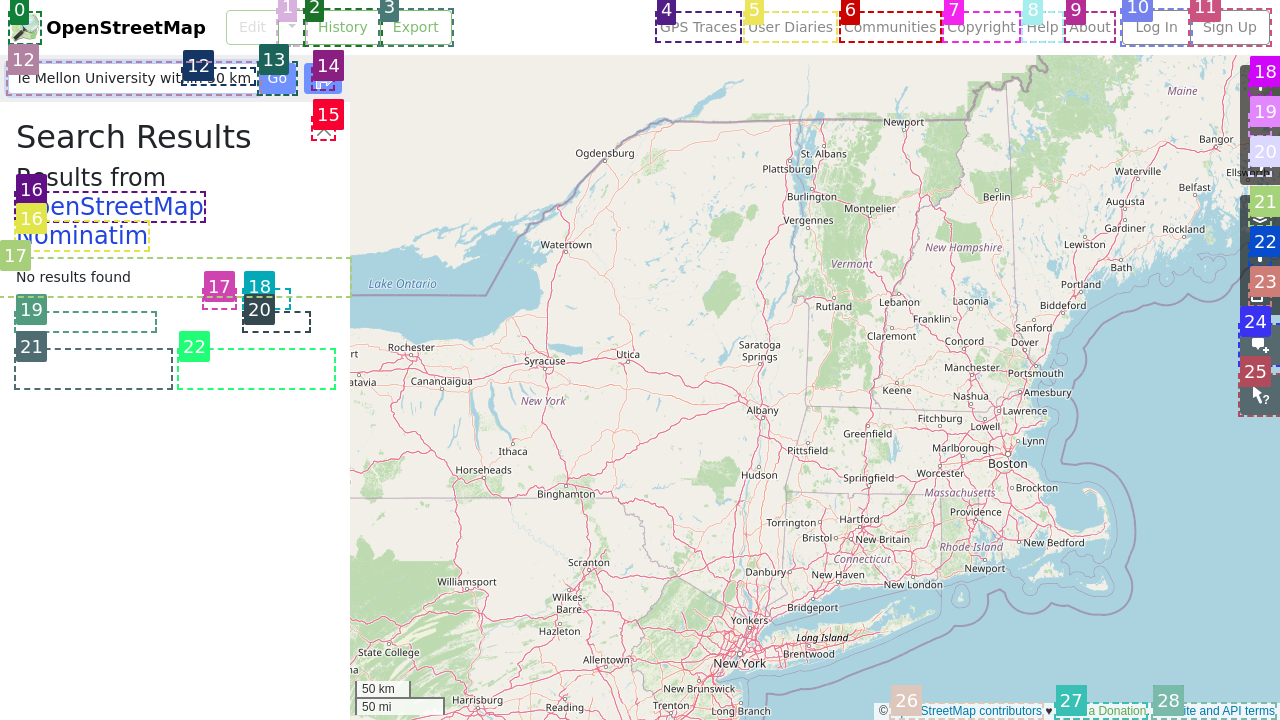 0
OpenStreetMap
Edit
1
2
History
3
Export
4
GPS Traces
5
User Diaries
6
Communities
7
Copyright
8
Help
9
About
10
Log In
11
Sign Up
12
12
13
14
le Mellon University within 50 km
Go
15
Search Results
Results from
16
OpenStreetMap
16
Nominatim
17
No results found
17
18
19
20
21
22
18
19
20
21
22
23
24
25
Maine
Newport
Ogdensburg
St. Albans
Plattsburgh
Bangor
Waterville
Ellsworth
Burlington
Berlin
Belfast
Montpelier
Augusta
Vergennes
Gardiner
Rockland
Watertown
New Hampshire
Lewiston
Vermont
Bath
Lake Ontario
Portland
Rutland
Lebanon
Laconia
Biddeford
Franklin
Sanford
Claremont
Concord
Dover
Rochester
Syracuse
Utica
Saratoga
Springs
Manchester
Portsmouth
atavia
Canandaigua
Keene
Nashua
Amesbury
New York
Albany
Fitchburg
Lawrence
Greenfield
Lowell
Lynn
Ithaca
Pittsfield
Marlborough
Boston
Horseheads
Hudson
Springfield
Worcester
Binghamton
Massachusetts
Brockton
Torrington
Hartford
Providence
Bristol
New Britain
Rhode Island
New Bedford
Scranton
Connecticut
Newport
Williamsport
Danbury
New Haven
New London
Wilkes-
Barre
Bridgeport
Hazleton
Yonkers
Long Island
State College
Allentown
New York
Brentwood
50 km
New Brunswick
50 mi
Harrisburg
Reading
Trenton
Long Branch
26
27
28
© StreetMap contributors ♥ a Donation te and API terms